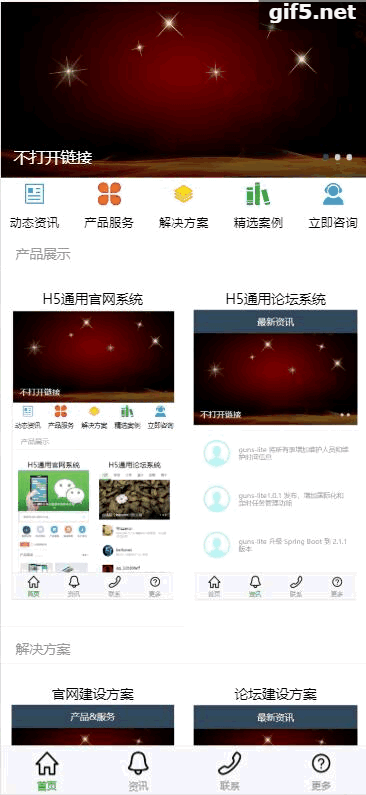 gif5.net
不打开链接
动态资讯 产品服务 解决方案 精选案例 立即咨询
产品展示
H5通用官网系统 H5通用论坛系统
最新资讯
不打开链接
不打开链接
动态资讯 产品服务 解决方案 精选案例 立即咨询
产品展示
H5通用官网系统 H5通用论坛系统
guns-lite 将所有表增加维护人员和维
护时间信息
guns-lite1.0.1 发布，增加国际化和
定时任务管理功能
guns-lite 升级 Spring Boot 到 2.1.1
版本
首页 资讯 联系 更多
首页 资讯 联系 更多
解决方案
官网建设方案 论坛建设方案
产品&服务 最新资讯
首页 资讯 联系 更多